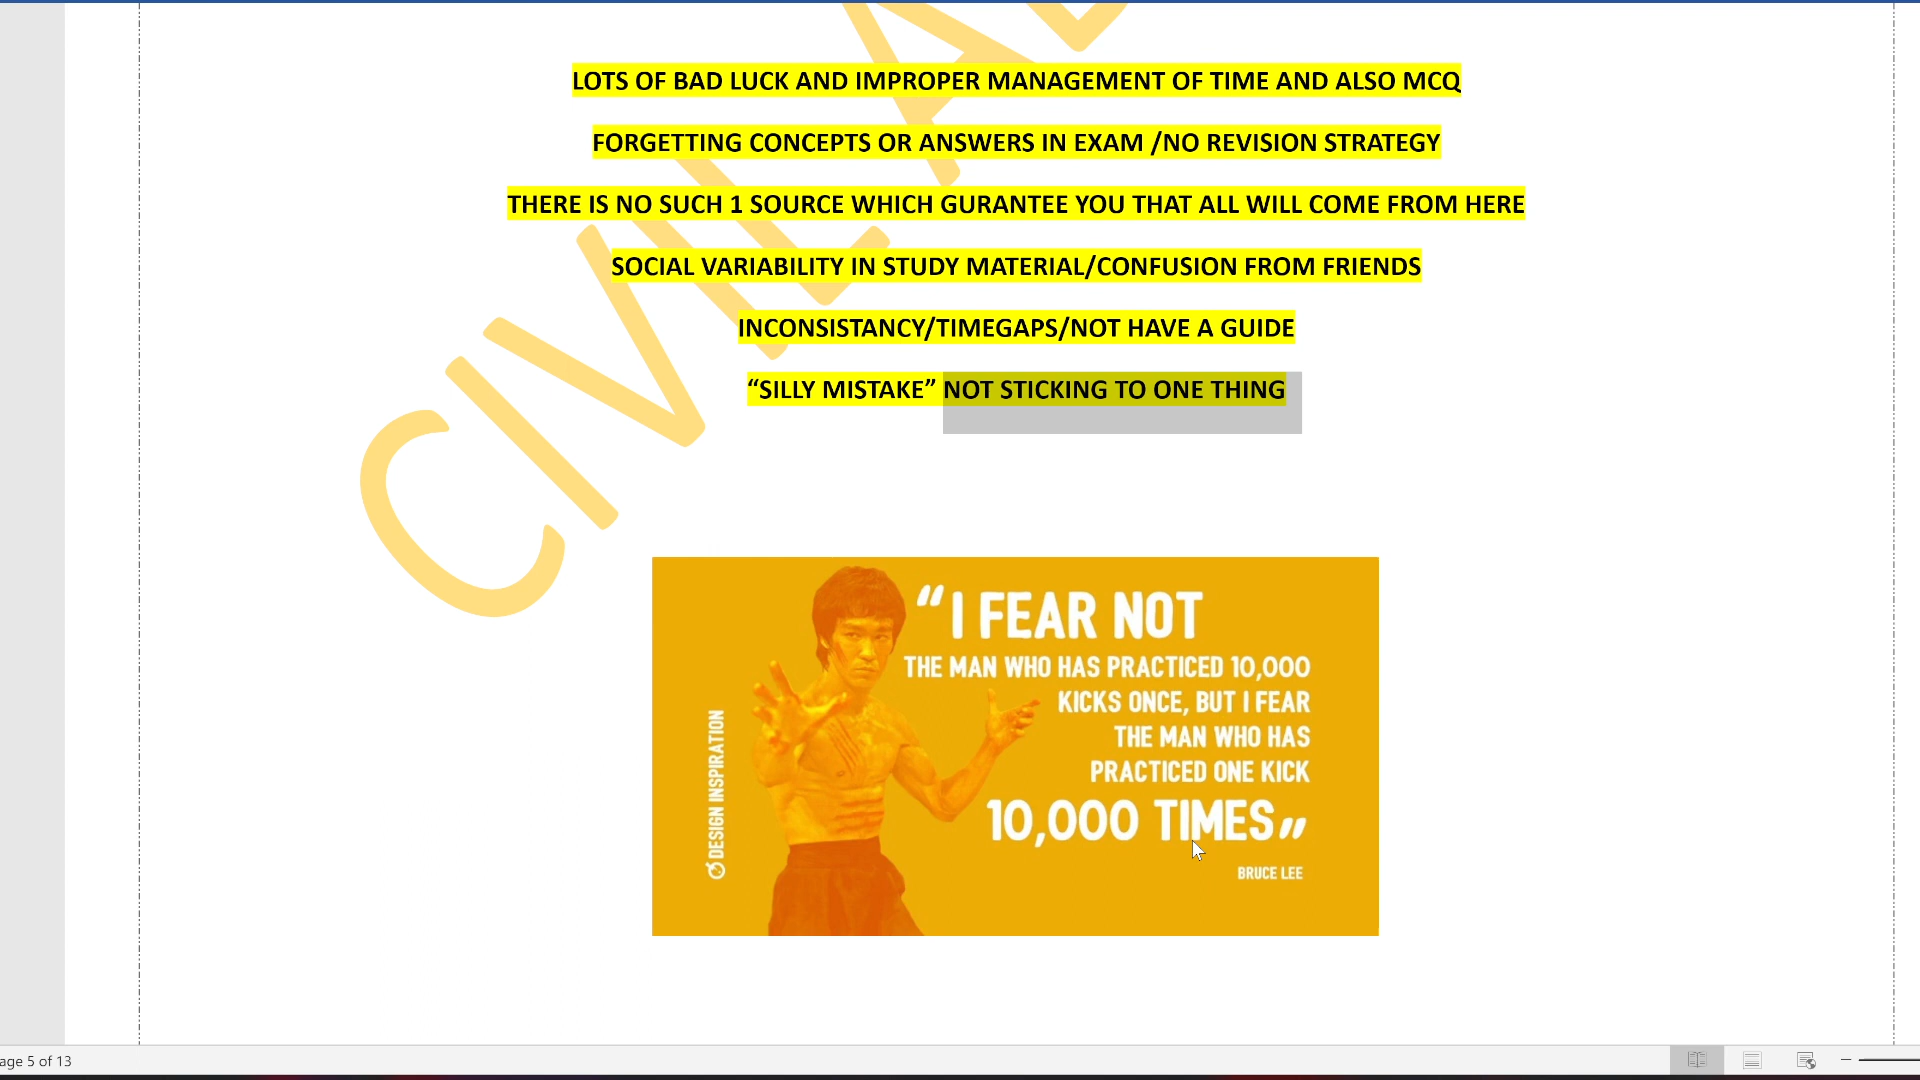 LOTS OF BAD LUCK AND IMPROPER MANAGEMENT OF TIME AND ALSO MCQ
FORGETTING CONCEPTS OR ANSWERS IN EXAM /NO REVISION STRATEGY
THERE IS NO SUCH 1 SOURCE WHICH GURANTEE YOU THAT ALL WILL COME FROM HERE
SOCIAL VARIABILITY IN STUDY MATERIAL/CONFUSION FROM FRIENDS
INCONSISTANCY/TIMEGAPS/NOT HAVE A GUIDE
“SILLY MISTAKE” NOT STICKING TO ONE THING
CIVIL
“I FEAR NOT
THE MAN WHO HAS PRACTICED 10,000
KICKS ONCE, BUT I FEAR
THE MAN WHO HAS
PRACTICED ONE KICK
10,000 TIMES„
BRUCE LEE
DESIGN INSPIRATION
age 5 of 13